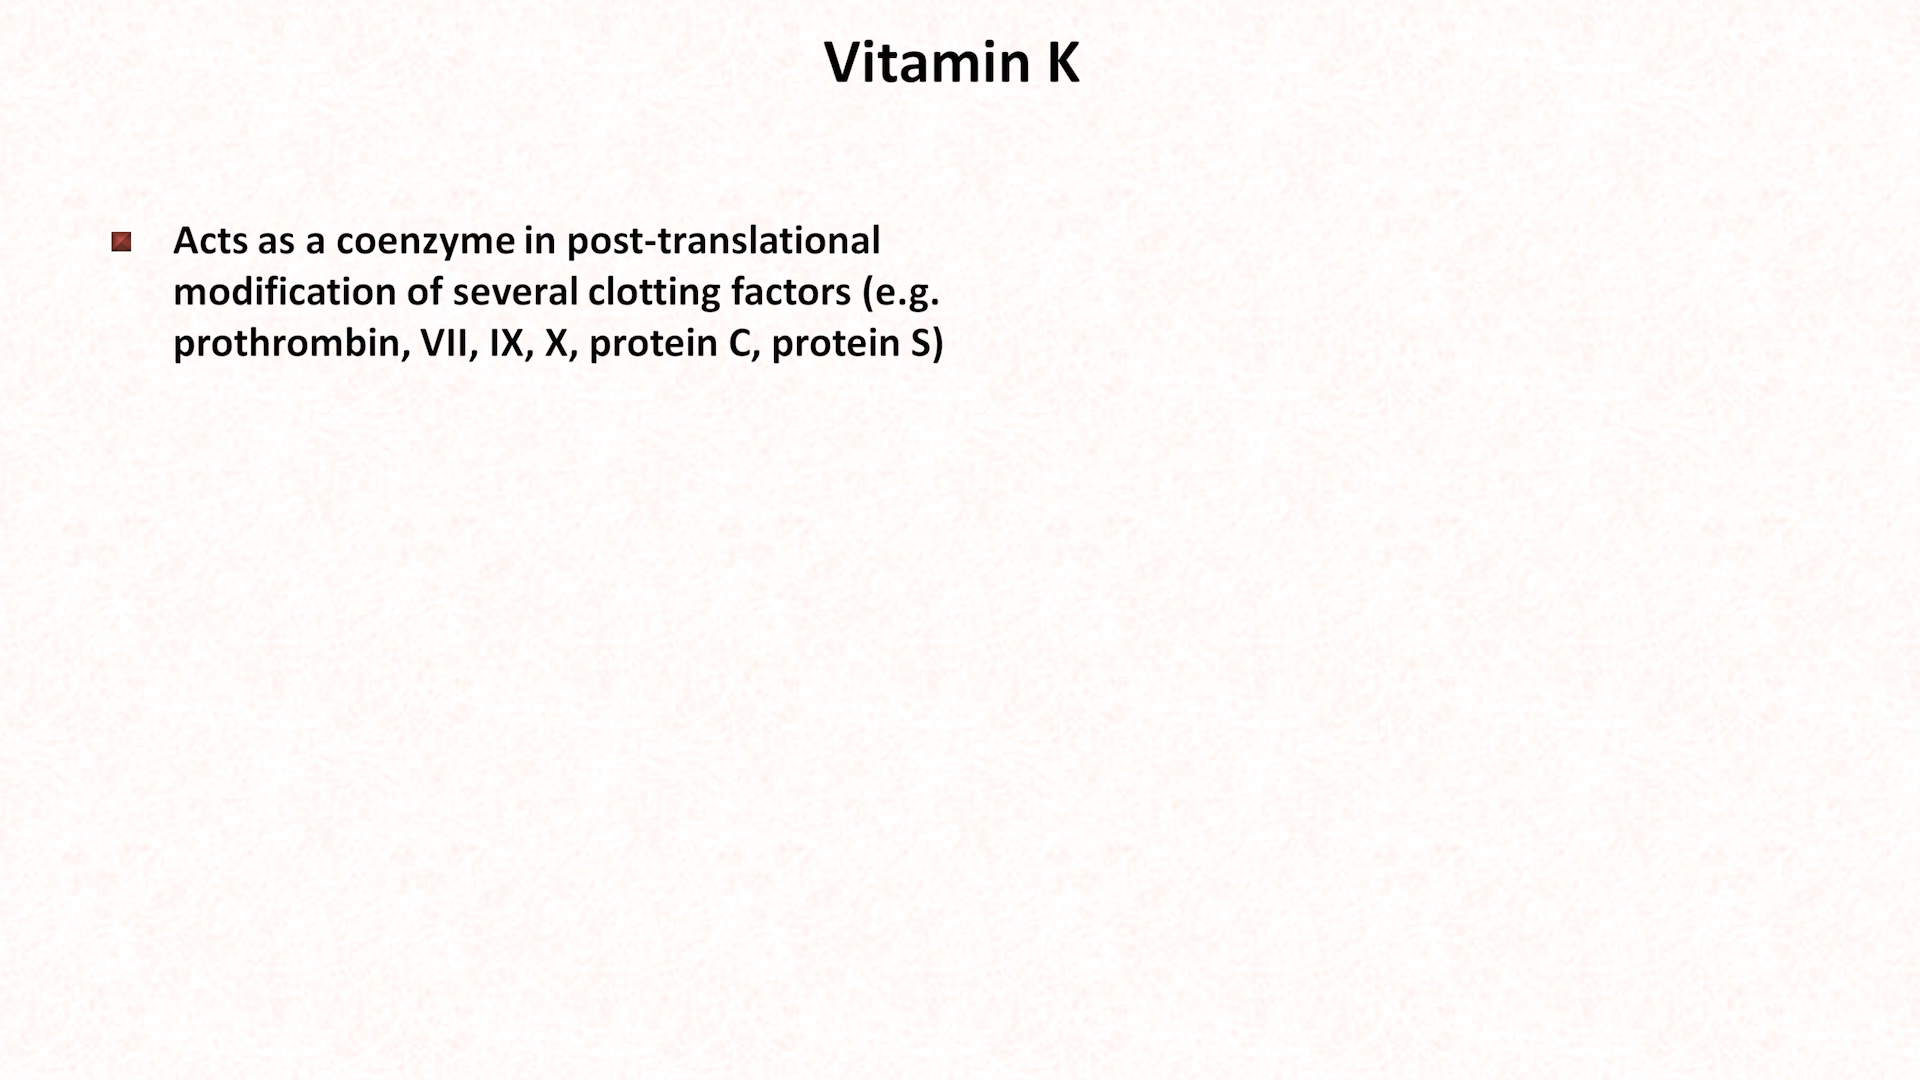 Vitamin K
Acts as a coenzyme in post-translational
modification of several clotting factors (e.g.
prothrombin, VII, IX, X, protein C, protein S)